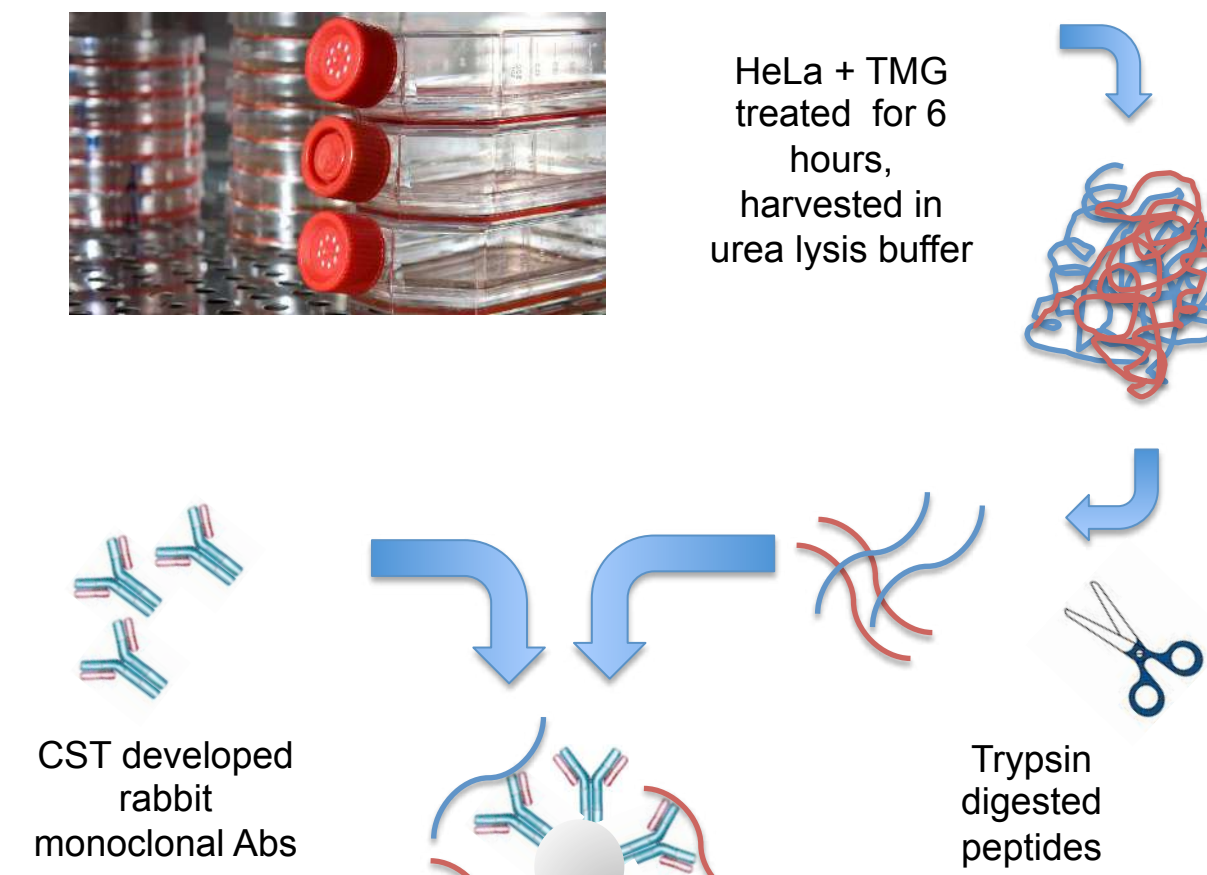 HeLa + TMG
treated for 6
hours,
harvested in
urea lysis buffer
CST developed
rabbit
monoclonal Abs
Trypsin
digested
peptides